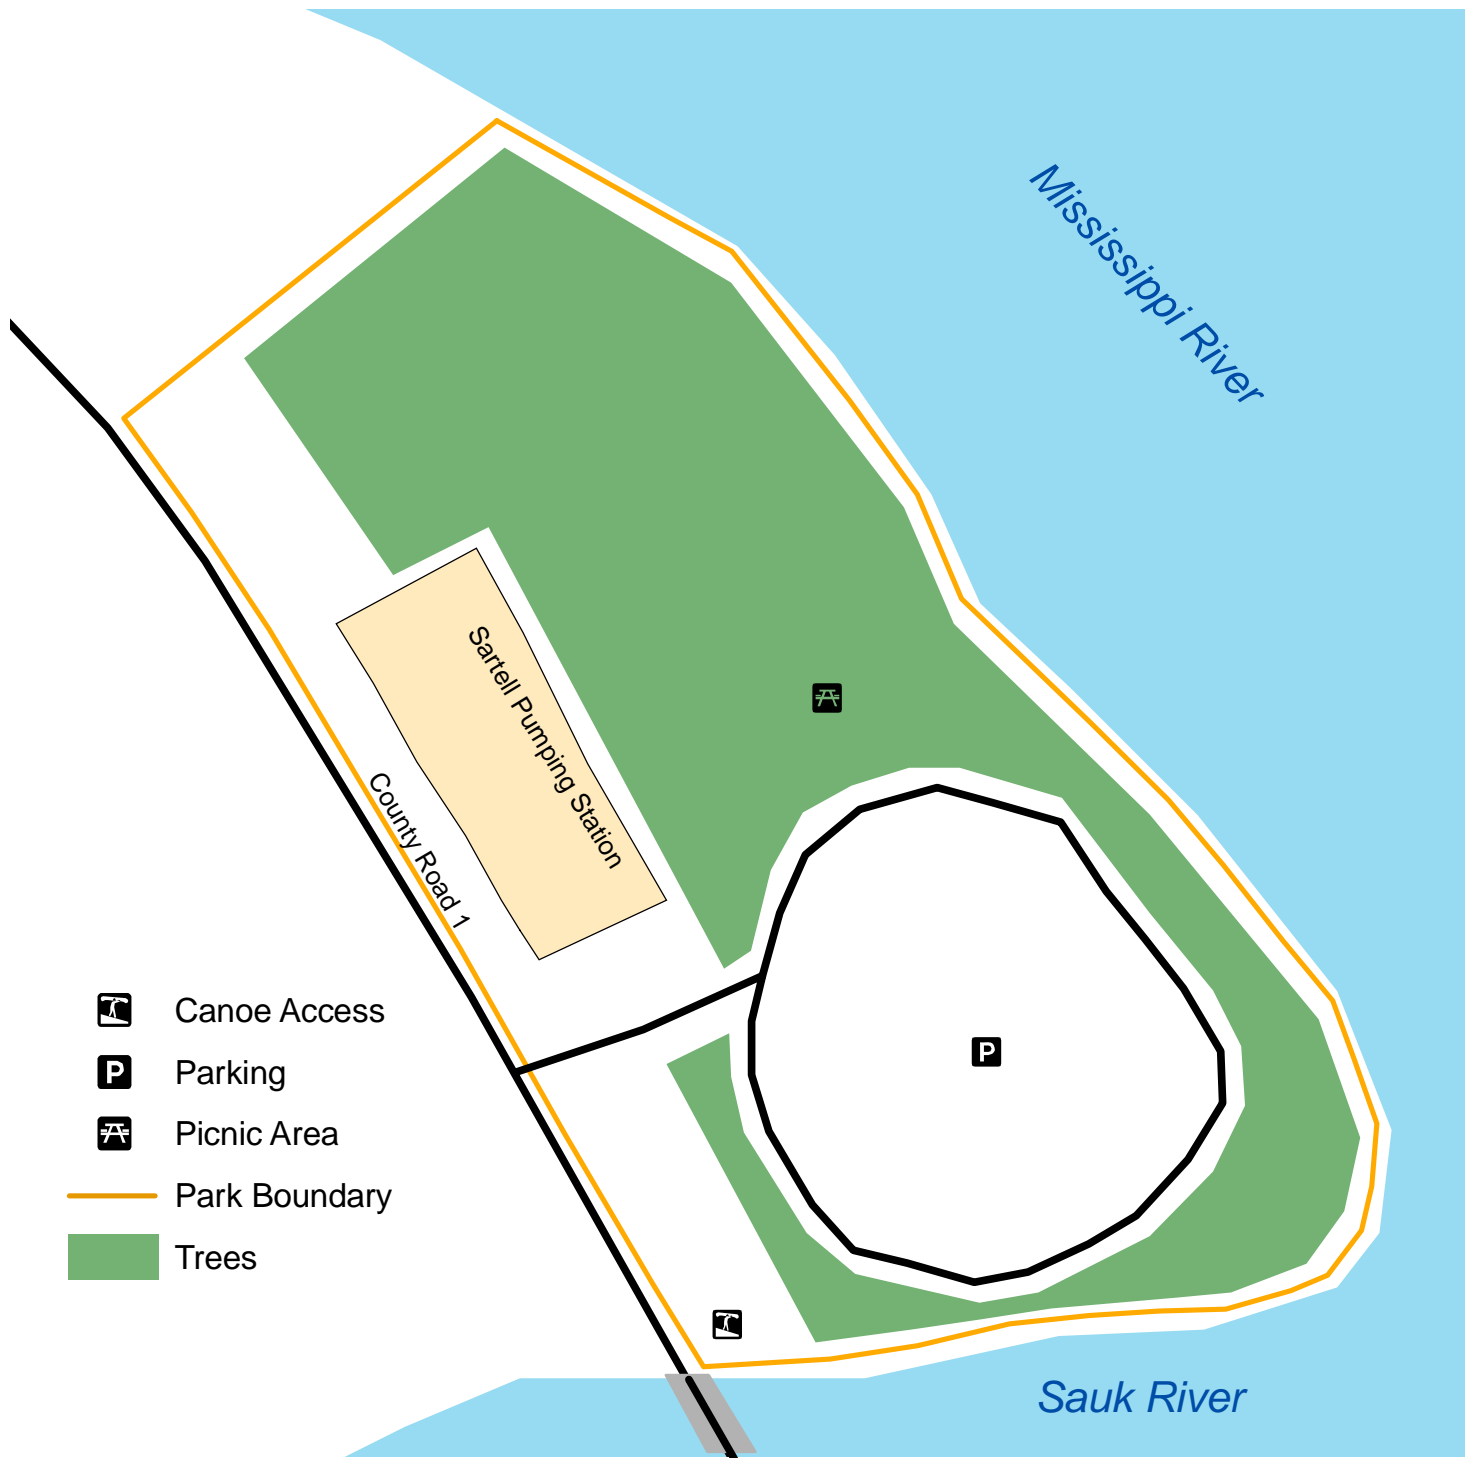 Mississippi River
Sartell Pumping Station
County Road 1
Canoe Access
P
Parking
P
Picnic Area
Park Boundary
Trees
Sauk River